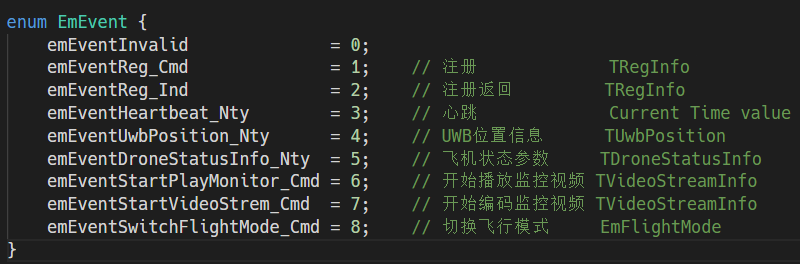 enum EmEvent {
emEventInvalid = 0;
emEventReg_Cmd = 1; // 注册 TRegInfo
emEventReg_Ind = 2; // 注册返回 TRegInfo
emEventHeartbeat_Nty = 3; // 心跳 Current Time value
emEventUwbPosition_Nty = 4; // UWB位置信息 TUwbPosition
emEventDroneStatusInfo_Nty = 5; // 飞机状态参数 TDroneStatusInfo
emEventStartPlayMonitor_Cmd = 6; // 开始播放监控视频 TVideoStreamInfo
emEventStartVideoStrem_Cmd = 7; // 开始编码监控视频 TVideoStreamInfo
emEventSwitchFlightMode_Cmd = 8; // 切换飞行模式 EmFlightMode
}